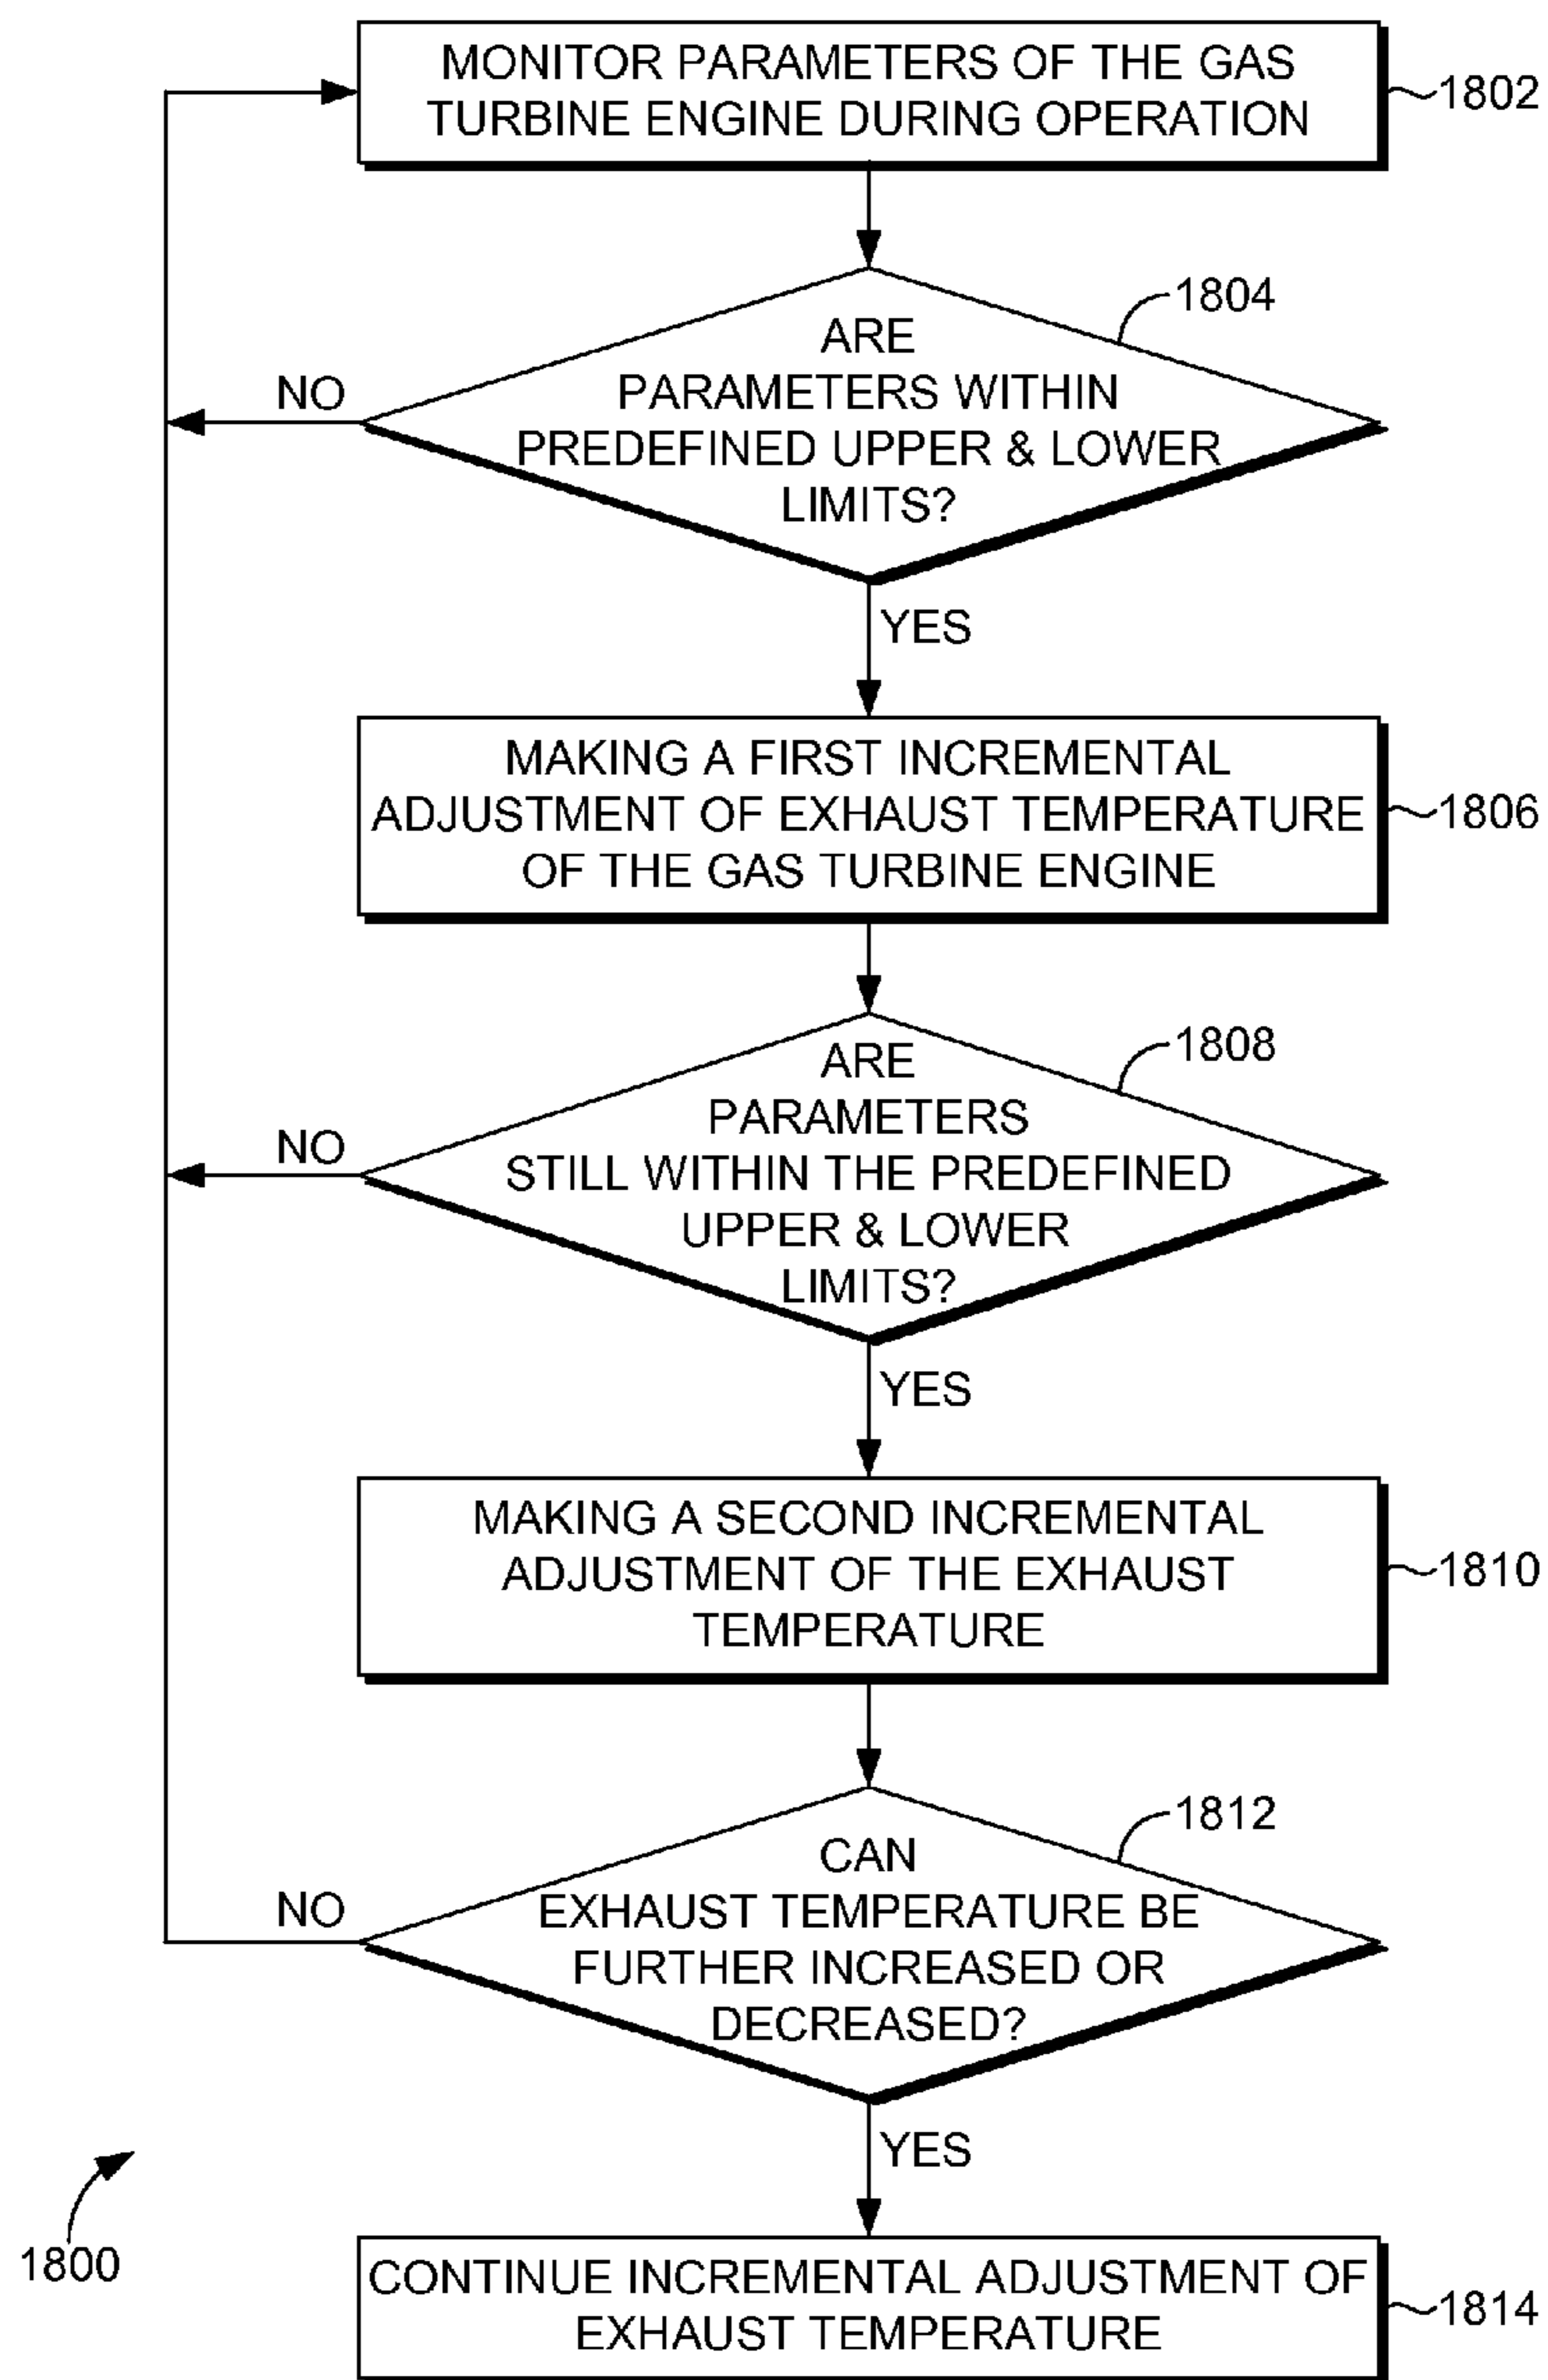 MONITOR PARAMETERS OF THE GAS
TURBINE ENGINE DURING OPERATION
1802
1804
ARE
PARAMETERS WITHIN
PREDEFINED UPPER & LOWER
LIMITS?
NO
YES
MAKING A FIRST INCREMENTAL
ADJUSTMENT OF EXHAUST TEMPERATURE
OF THE GAS TURBINE ENGINE
1806
1808
ARE
PARAMETERS
STILL WITHIN THE PREDEFINED
UPPER & LOWER
LIMITS?
NO
YES
MAKING A SECOND INCREMENTAL
ADJUSTMENT OF THE EXHAUST
TEMPERATURE
1810
1812
CAN
EXHAUST TEMPERATURE BE
FURTHER INCREASED OR
DECREASED?
NO
YES
1800
CONTINUE INCREMENTAL ADJUSTMENT OF
EXHAUST TEMPERATURE
1814